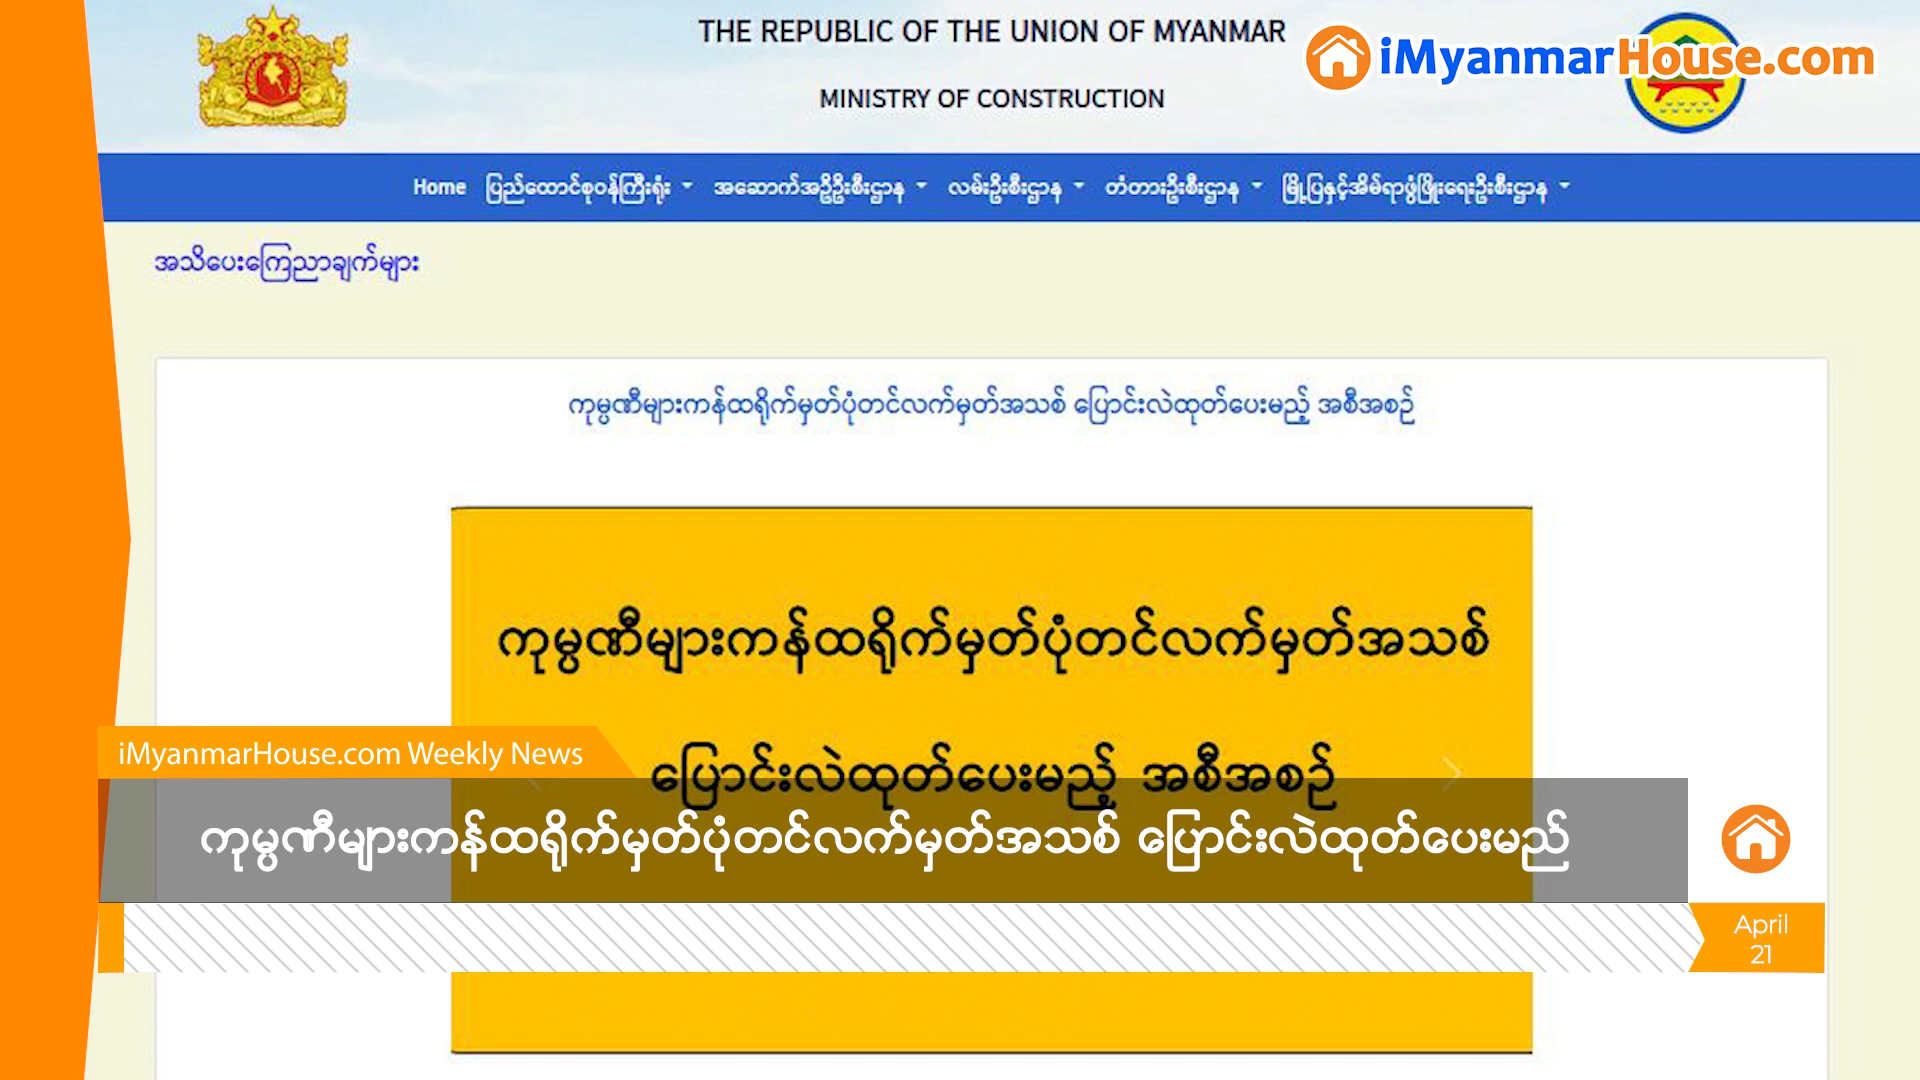 THE REPUBLIC OF THE UNION OF MYANMAR
iMyanmarHouse.com
MINISTRY OF CONSTRUCTION
Home ပြည်ထောင်စုဝန်ကြီးရုံး အဆောက်အဦဦးစီးဌာန လမ်းဦးစီးဌာန တံတားဦးစီးဌာန မြို့ပြနှင့်အိမ်ရာဖွံ့ဖြိုးရေးဦးစီးဌာန
အသိပေးကြေညာချက်များ
ကုမ္ပဏီများကန်ထရိုက်မှတ်ပုံတင်လက်မှတ်အသစ် ပြောင်းလဲထုတ်ပေးမည့် အစီအစဉ်
ကုမ္ပဏီများကန်ထရိုက်မှတ်ပုံတင်လက်မှတ်အသစ်
ပြောင်းလဲထုတ်ပေးမည့် အစီအစဉ်
iMyanmarHouse.com Weekly News
ကုမ္ပဏီများကန်ထရိုက်မှတ်ပုံတင်လက်မှတ်အသစ် ပြောင်းလဲထုတ်ပေးမည်
April
21